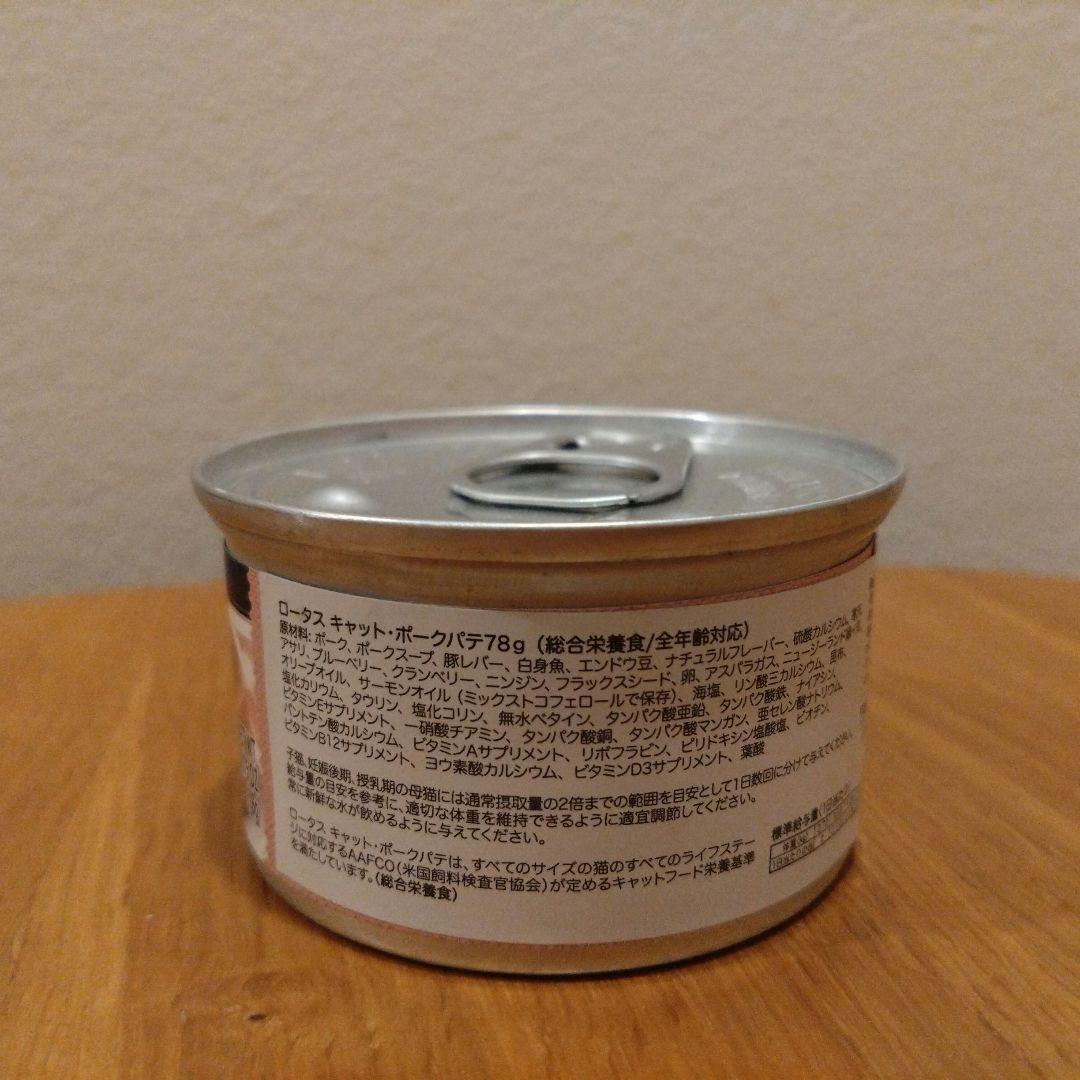 ロータス キャット・ポークパテ78g（総合栄養食/全年齢対応）
原材料: ポーク、ポークスープ、豚レバー、白身魚、エンドウ豆、ナチュラルフレーバー、硫酸カルシウム、
アサリ、ブルーベリー、クランベリー、ニンジン、フラックスシード、卵、アスパラガス、ニュージーランド
オリーブオイル、サーモンオイル（ミックストコフェロールで保存）、海塩、リン酸三カルシウム、昆布、
塩化カリウム、タウリン、塩化コリン、無水ベタイン、タンパク酸亜鉛、タンパク酸鉄、ナイアシン、
ビタミンEサプリメント、一硝酸チアミン、タンパク酸銅、タンパク酸マンガン、亜セレン酸ナトリウム、
パントテン酸カルシウム、ビタミンAサプリメント、リボフラビン、ピリドキシン塩酸塩、ビオチン、
ビタミンB12サプリメント、ヨウ素酸カルシウム、ビタミンD3サプリメント、葉酸
子猫、妊娠後期、授乳期の母猫には通常摂取量の2倍までの範囲を目安として1日数回に分けて与えてください。
給与量の目安を参考に、適切な体重を維持できるように適宜調節してください。
常に新鮮な水が飲めるように与えてください。
ロータス キャット・ポークパテは、すべてのサイズの猫のすべてのライフステー
ジに対応するAAFCO（米国飼料検査官協会）が定めるキャットフード栄養基準
を満たしています。（総合栄養食）
標準給与量